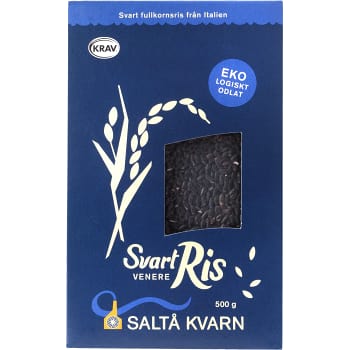 Svart fullkornsris från Italien
KRAV
EKO
LOGISKT
ODLAT
Svart Ris
VENERE
500 g
SALTÅ KVARN